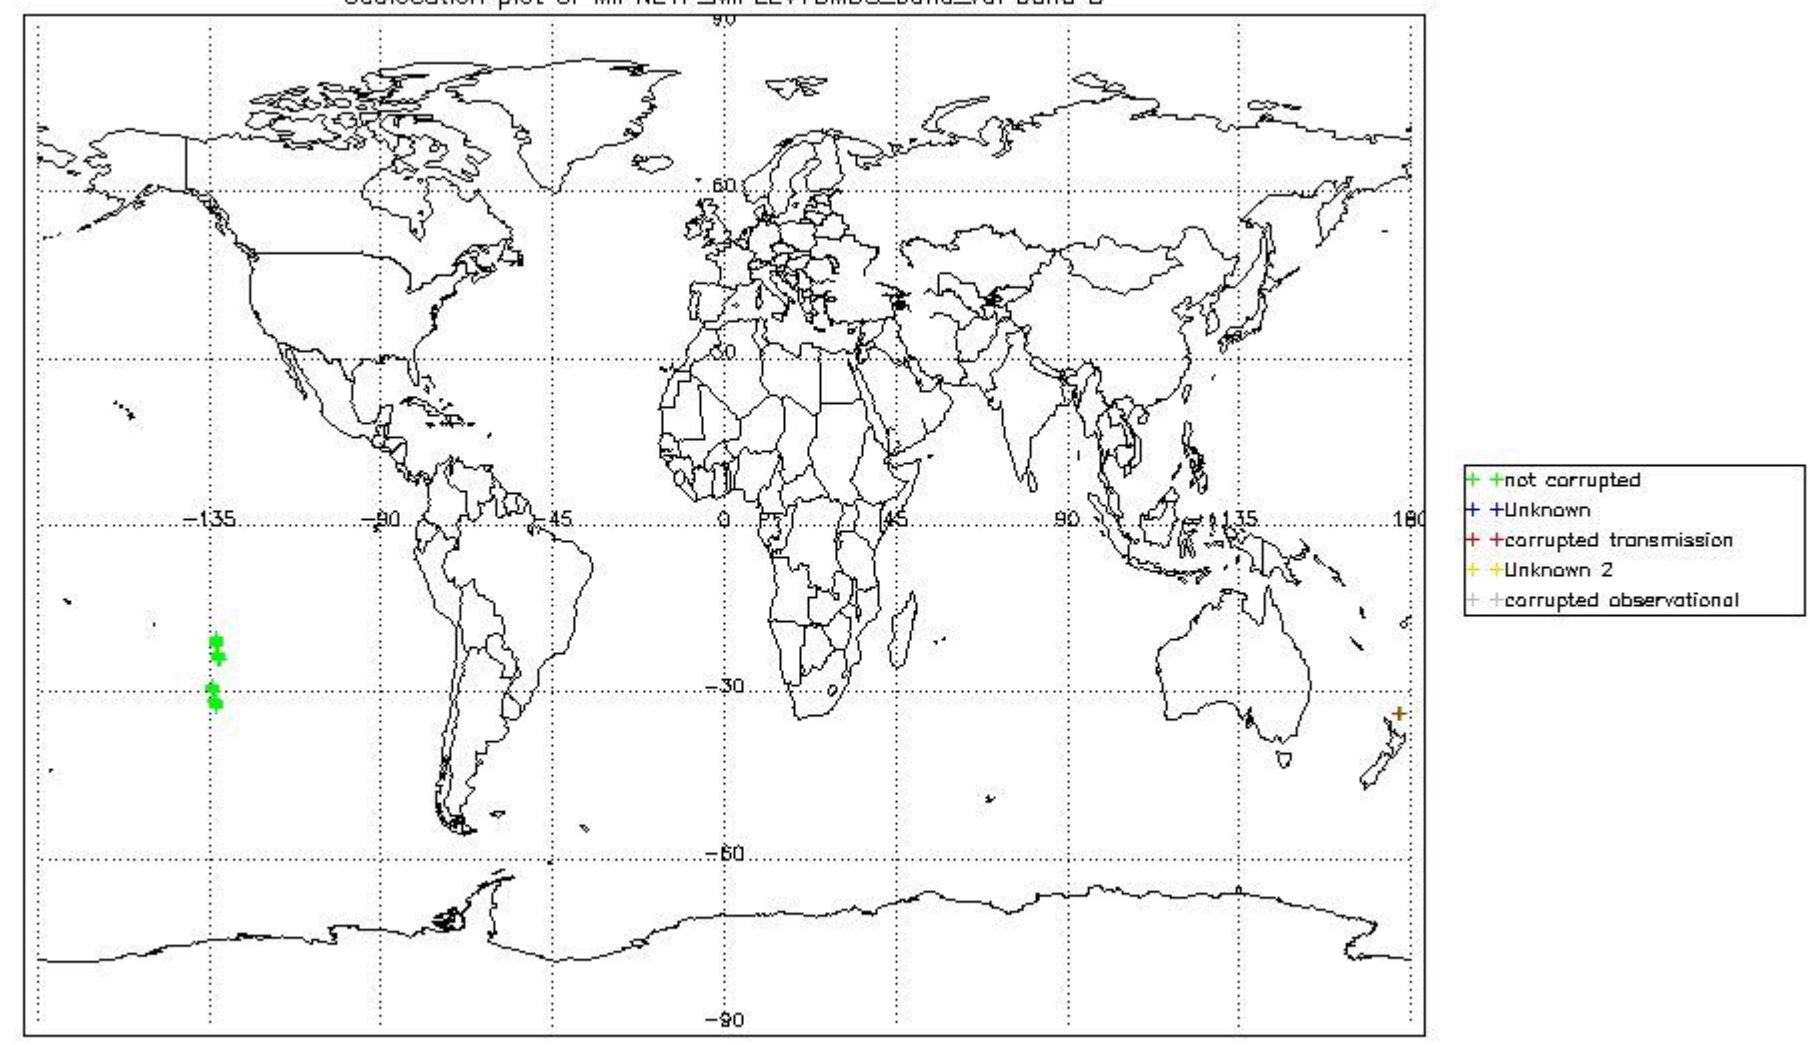 90
60
30
-135 -90 -45 0 45 90 135 180
-30
-60
-90
not corrupted
Unknown
corrupted transmission
Unknown 2
corrupted observational